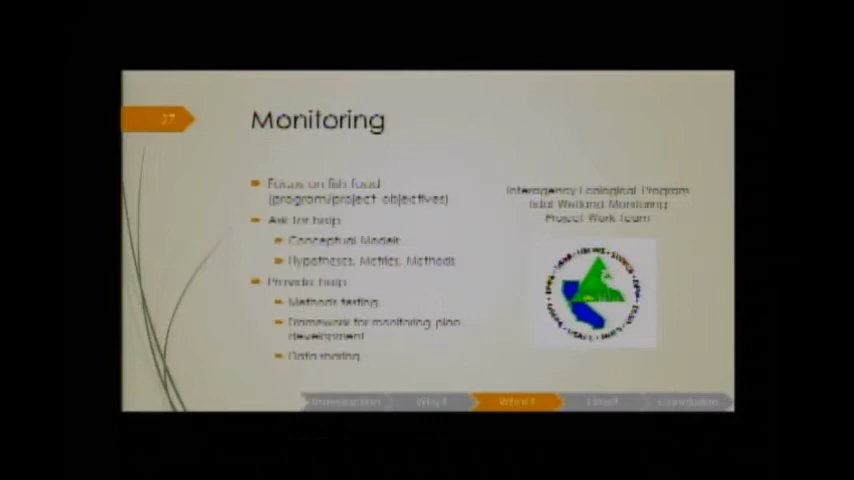 27
Monitoring
Focus on fish food
(program/project objectives)
Ask for help
Conceptual Models
Hypotheses, Metrics, Methods
Provide help
Methods testing
Framework for monitoring plan
development
Data sharing
Interagency Ecological Program
Tidal Wetland Monitoring
Project Work Team
Introduction
Why?
What?
How?
Conclusion